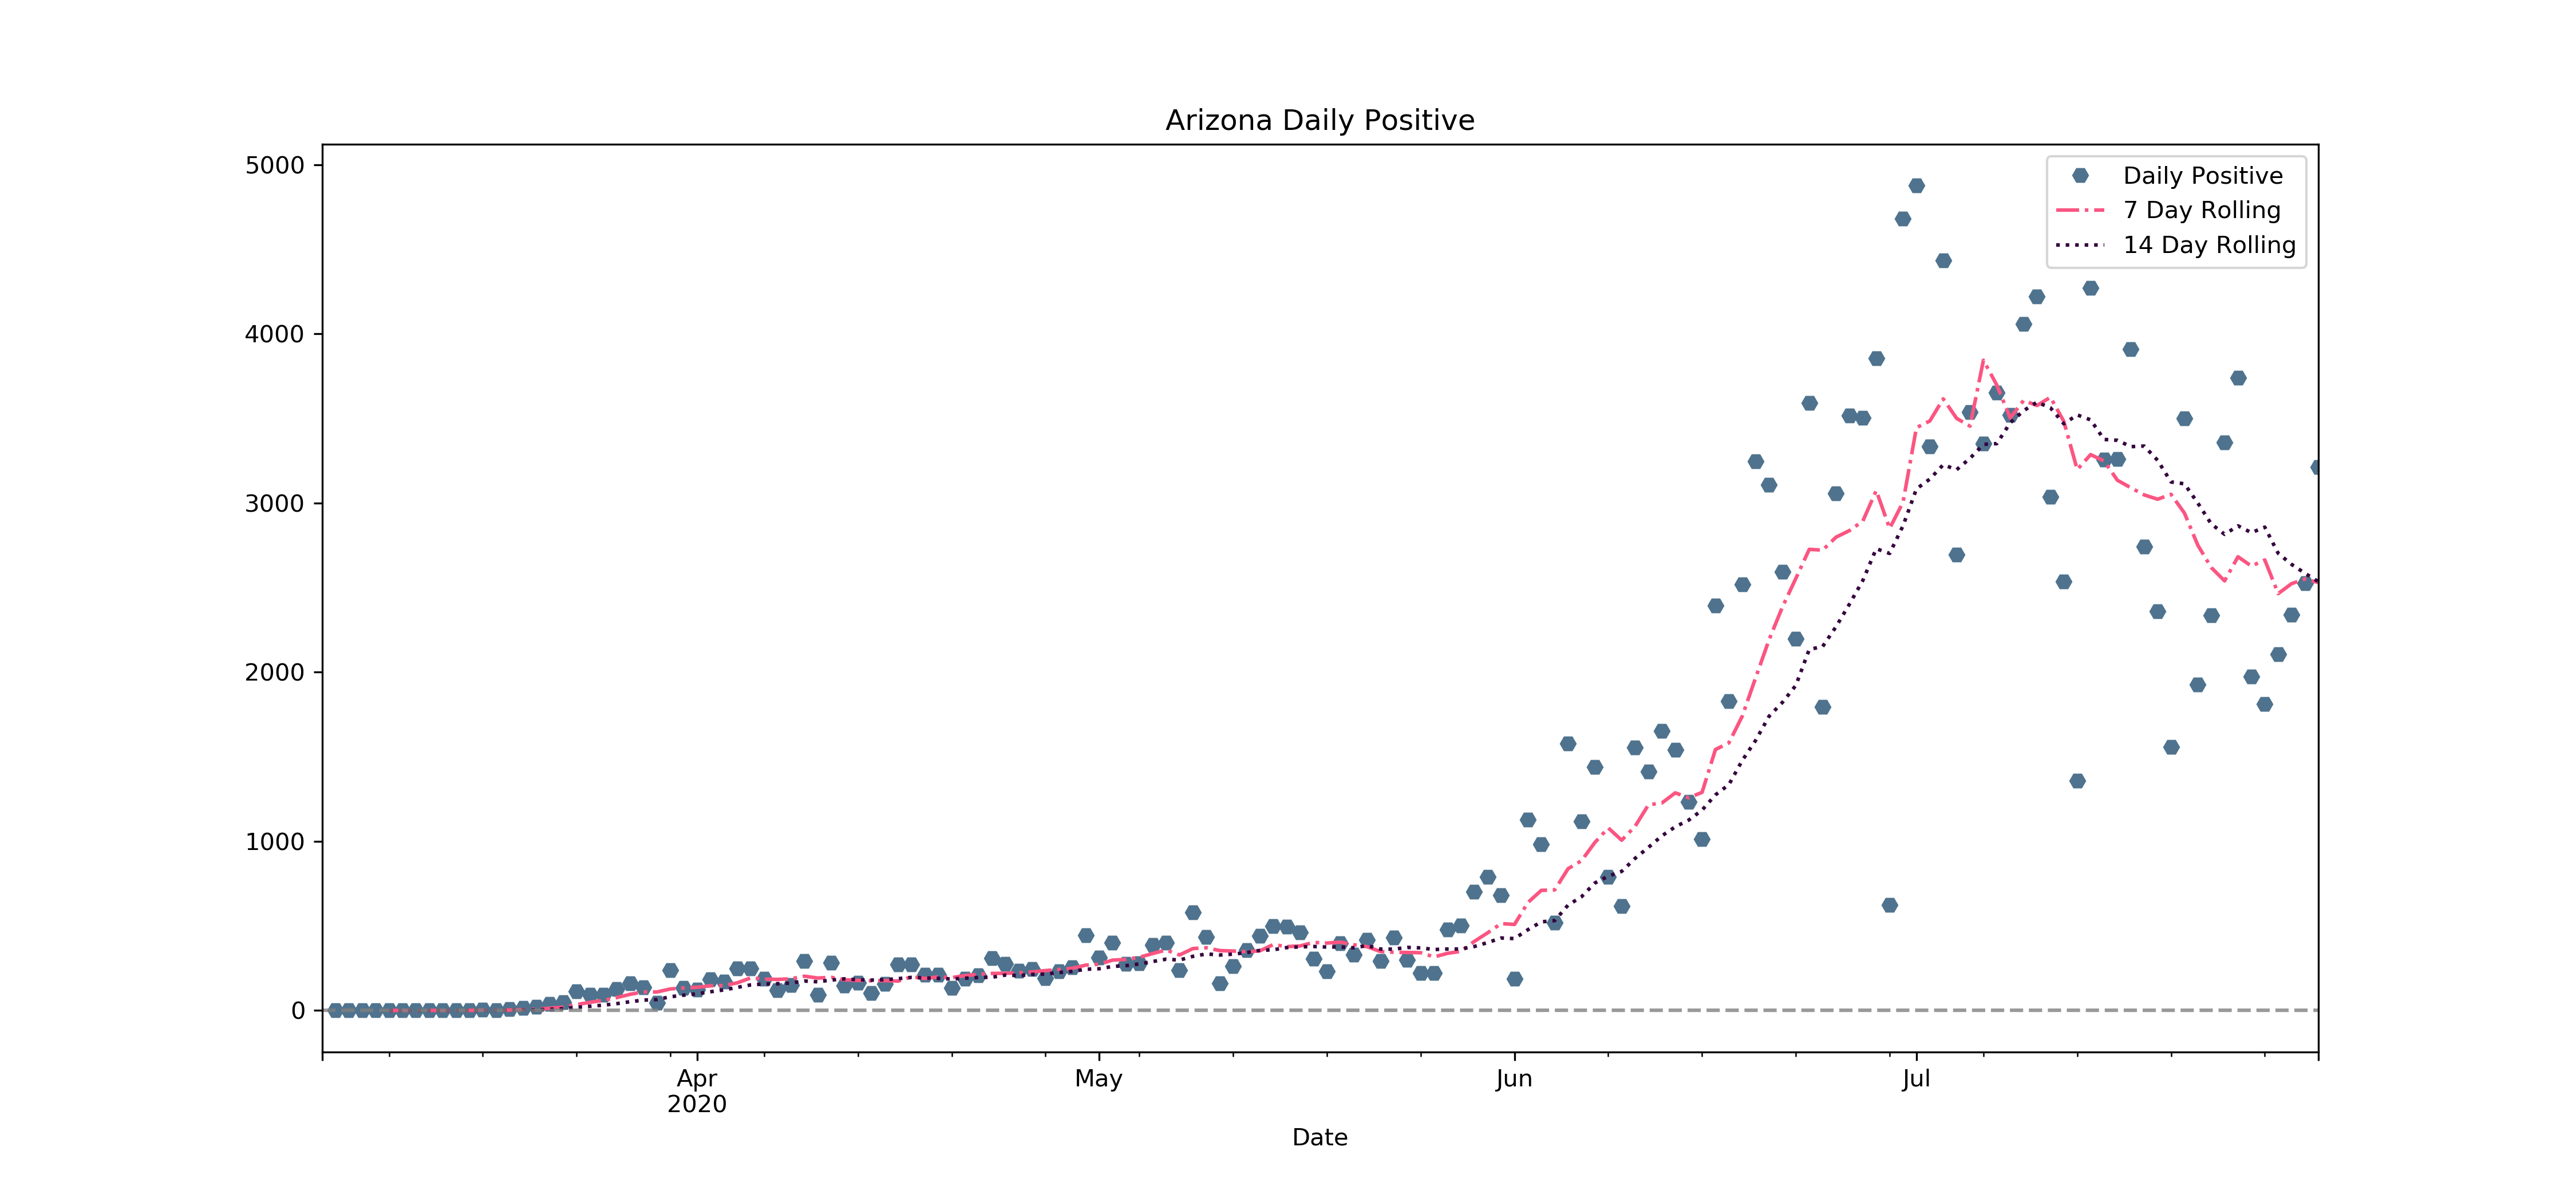 Arizona Daily Positive
5000
4000
3000
2000
1000
0
Daily Positive
7 Day Rolling
14 Day Rolling
Apr
2020
May
Jun
Jul
Date